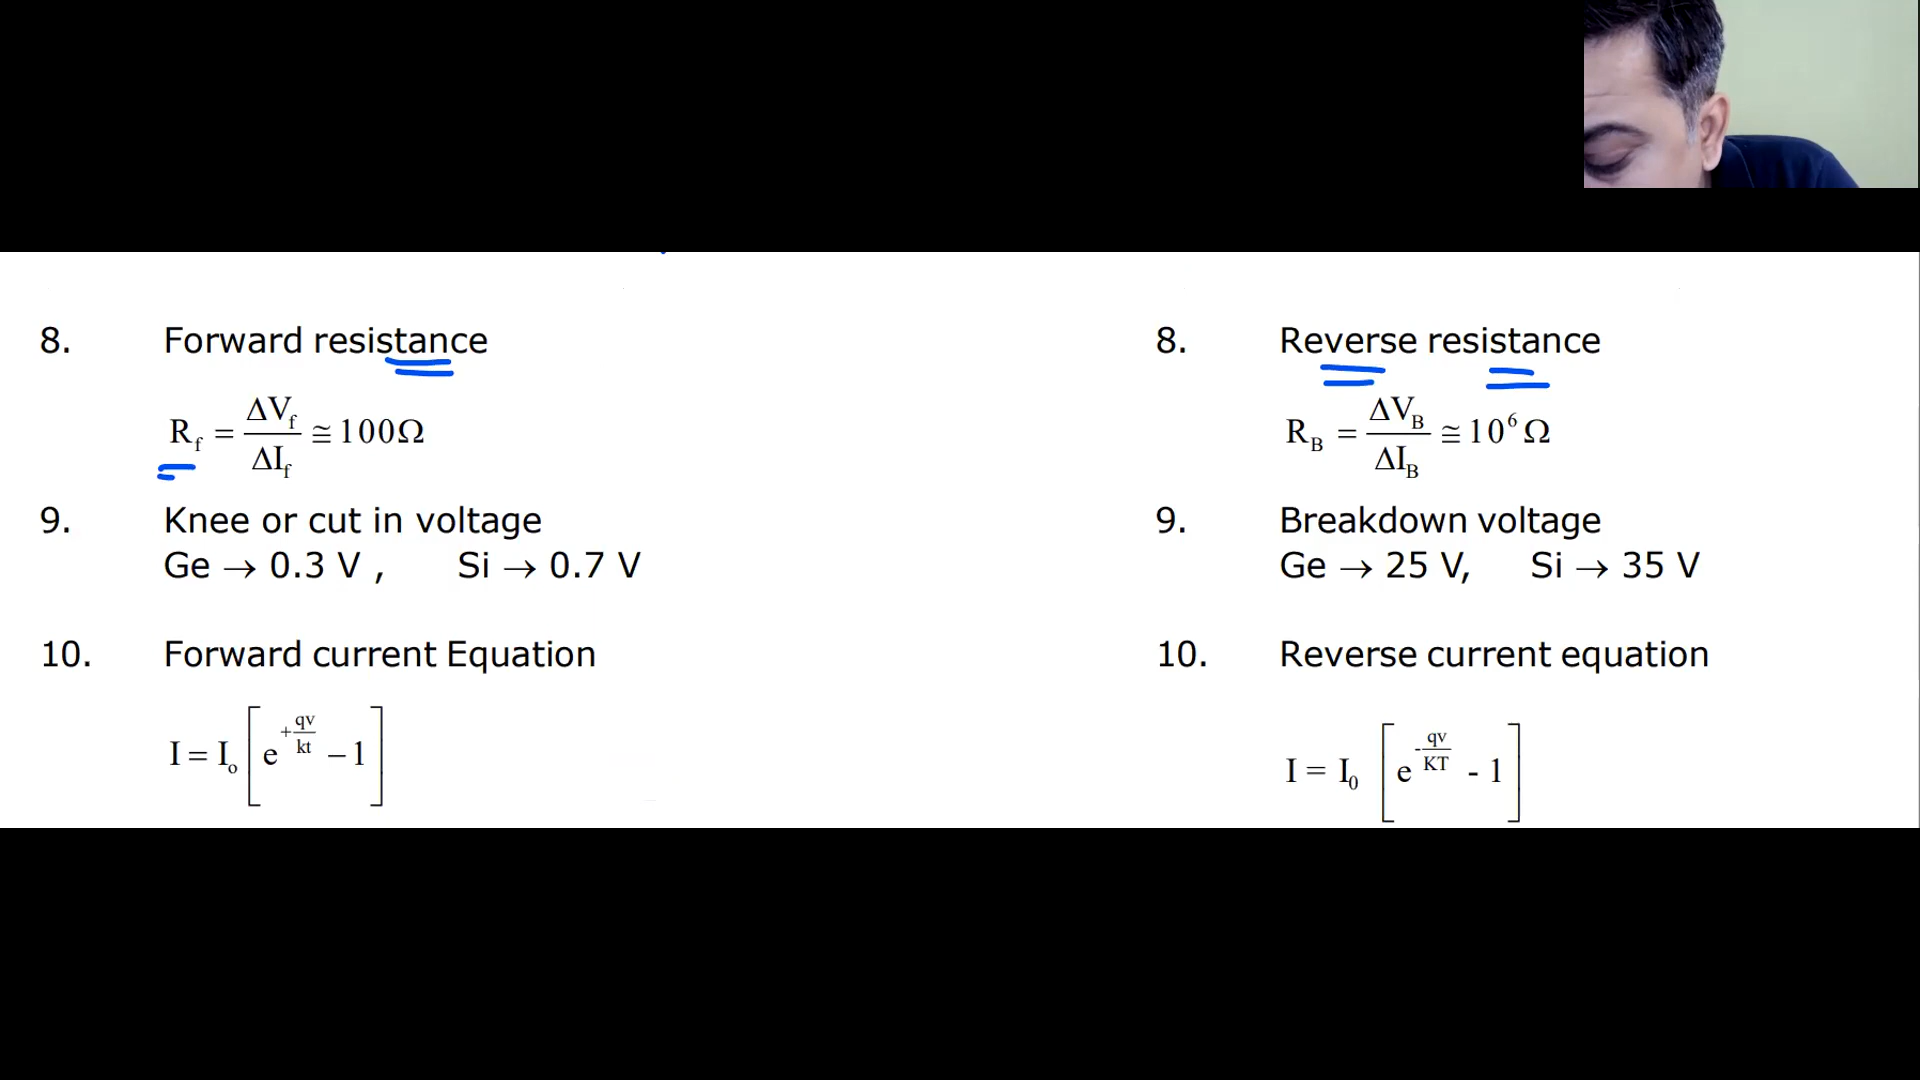 8. Forward resistance
R_f = ΔV_f / ΔI_f ≅ 100Ω
9. Knee or cut in voltage
Ge → 0.3 V , Si → 0.7 V
10. Forward current Equation
I = I_o [ e^{+qv/kt} – 1 ]
8. Reverse resistance
R_B = ΔV_B / ΔI_B ≅ 10^6 Ω
9. Breakdown voltage
Ge → 25 V, Si → 35 V
10. Reverse current equation
I = I_0 [ e^{-qv/KT} - 1 ]